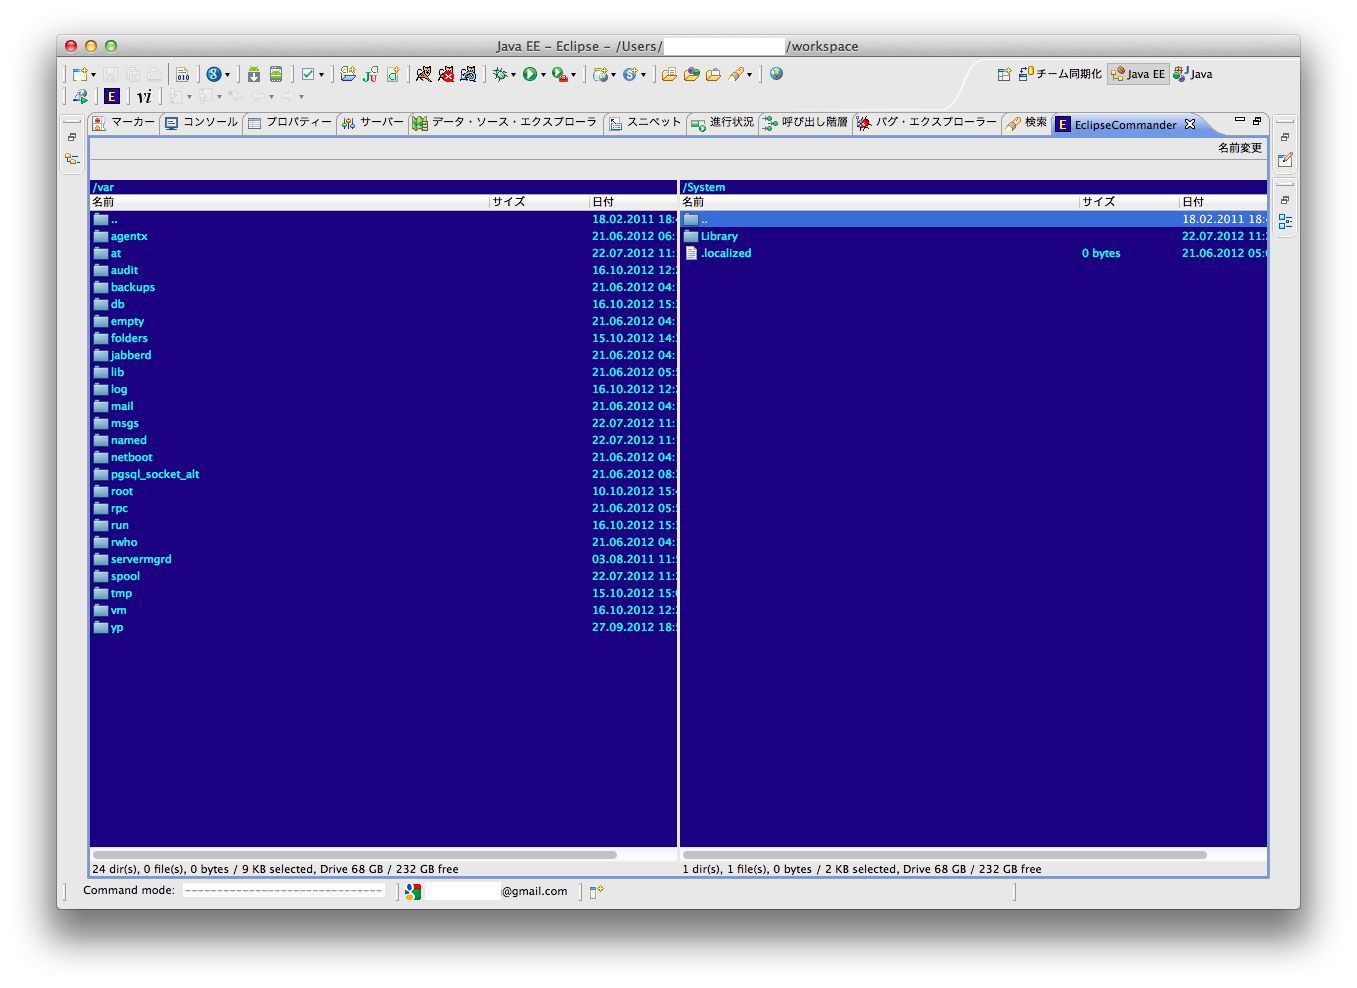 Java EE – Eclipse – /Users/ /workspace
チーム同期化 Java EE Java
E vi
マーカー コンソール プロパティー サーバー データ・ソース・エクスプローラ スニペット 進行状況 呼び出し階層 バグ・エクスプローラー 検索 E EclipseCommander
名前変更
/var
名前 サイズ 日付
.. 18.02.2011 18:
agentx 21.06.2012 06:
at 22.07.2012 11:
audit 16.10.2012 12:
backups 21.06.2012 04:
db 16.10.2012 15:
empty 21.06.2012 04:
folders 15.10.2012 14:
jabberd 21.06.2012 04:
lib 21.06.2012 05:
log 16.10.2012 12:
mail 21.06.2012 04:
msgs 22.07.2012 11:
named 22.07.2012 11:
netboot 21.06.2012 04:
pgsql_socket_alt 21.06.2012 08:
root 10.10.2012 15:
rpc 21.06.2012 05:
run 16.10.2012 15:
rwho 21.06.2012 04:
servermgrd 03.08.2011 11:
spool 22.07.2012 11:
tmp 15.10.2012 15:
vm 16.10.2012 12:
yp 27.09.2012 18:
24 dir(s), 0 file(s), 0 bytes / 9 KB selected, Drive 68 GB / 232 GB free
/System
名前 サイズ 日付
.. 18.02.2011 18:
Library 22.07.2012 11:
.localized 0 bytes 21.06.2012 05:
1 dir(s), 1 file(s), 0 bytes / 2 KB selected, Drive 68 GB / 232 GB free
Command mode: -------------------------------- @gmail.com